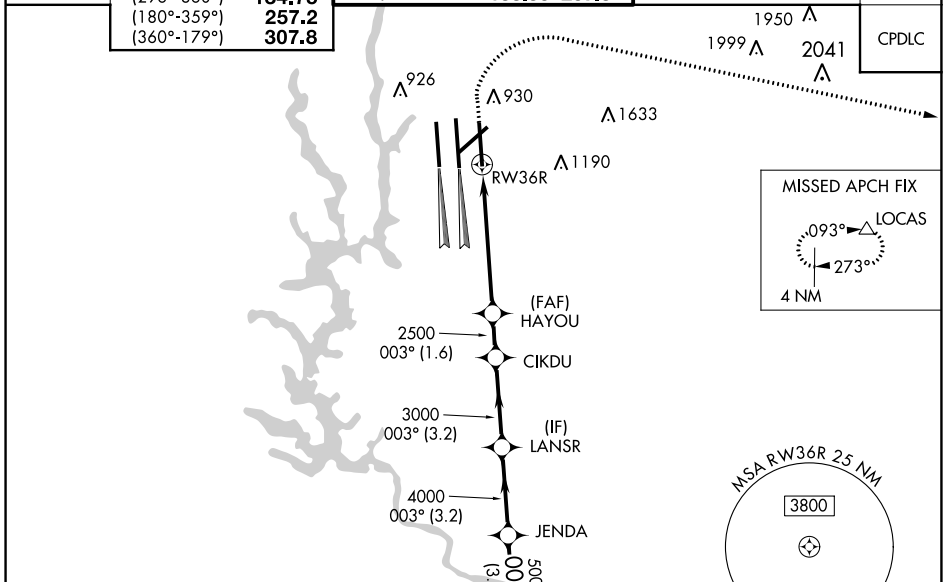 (180°-359°) 257.2
(360°-179°) 307.8
1950
1999
2041
CPDLC
926
930
1633
1190
RW36R
MISSED APCH FIX
LOCAS
093°
273°
4 NM
(FAF)
HAYOU
2500
003° (1.6)
CIKDU
3000
003° (3.2)
(IF)
LANSR
MSA RW36R 25 NM
4000
003° (3.2)
3800
JENDA